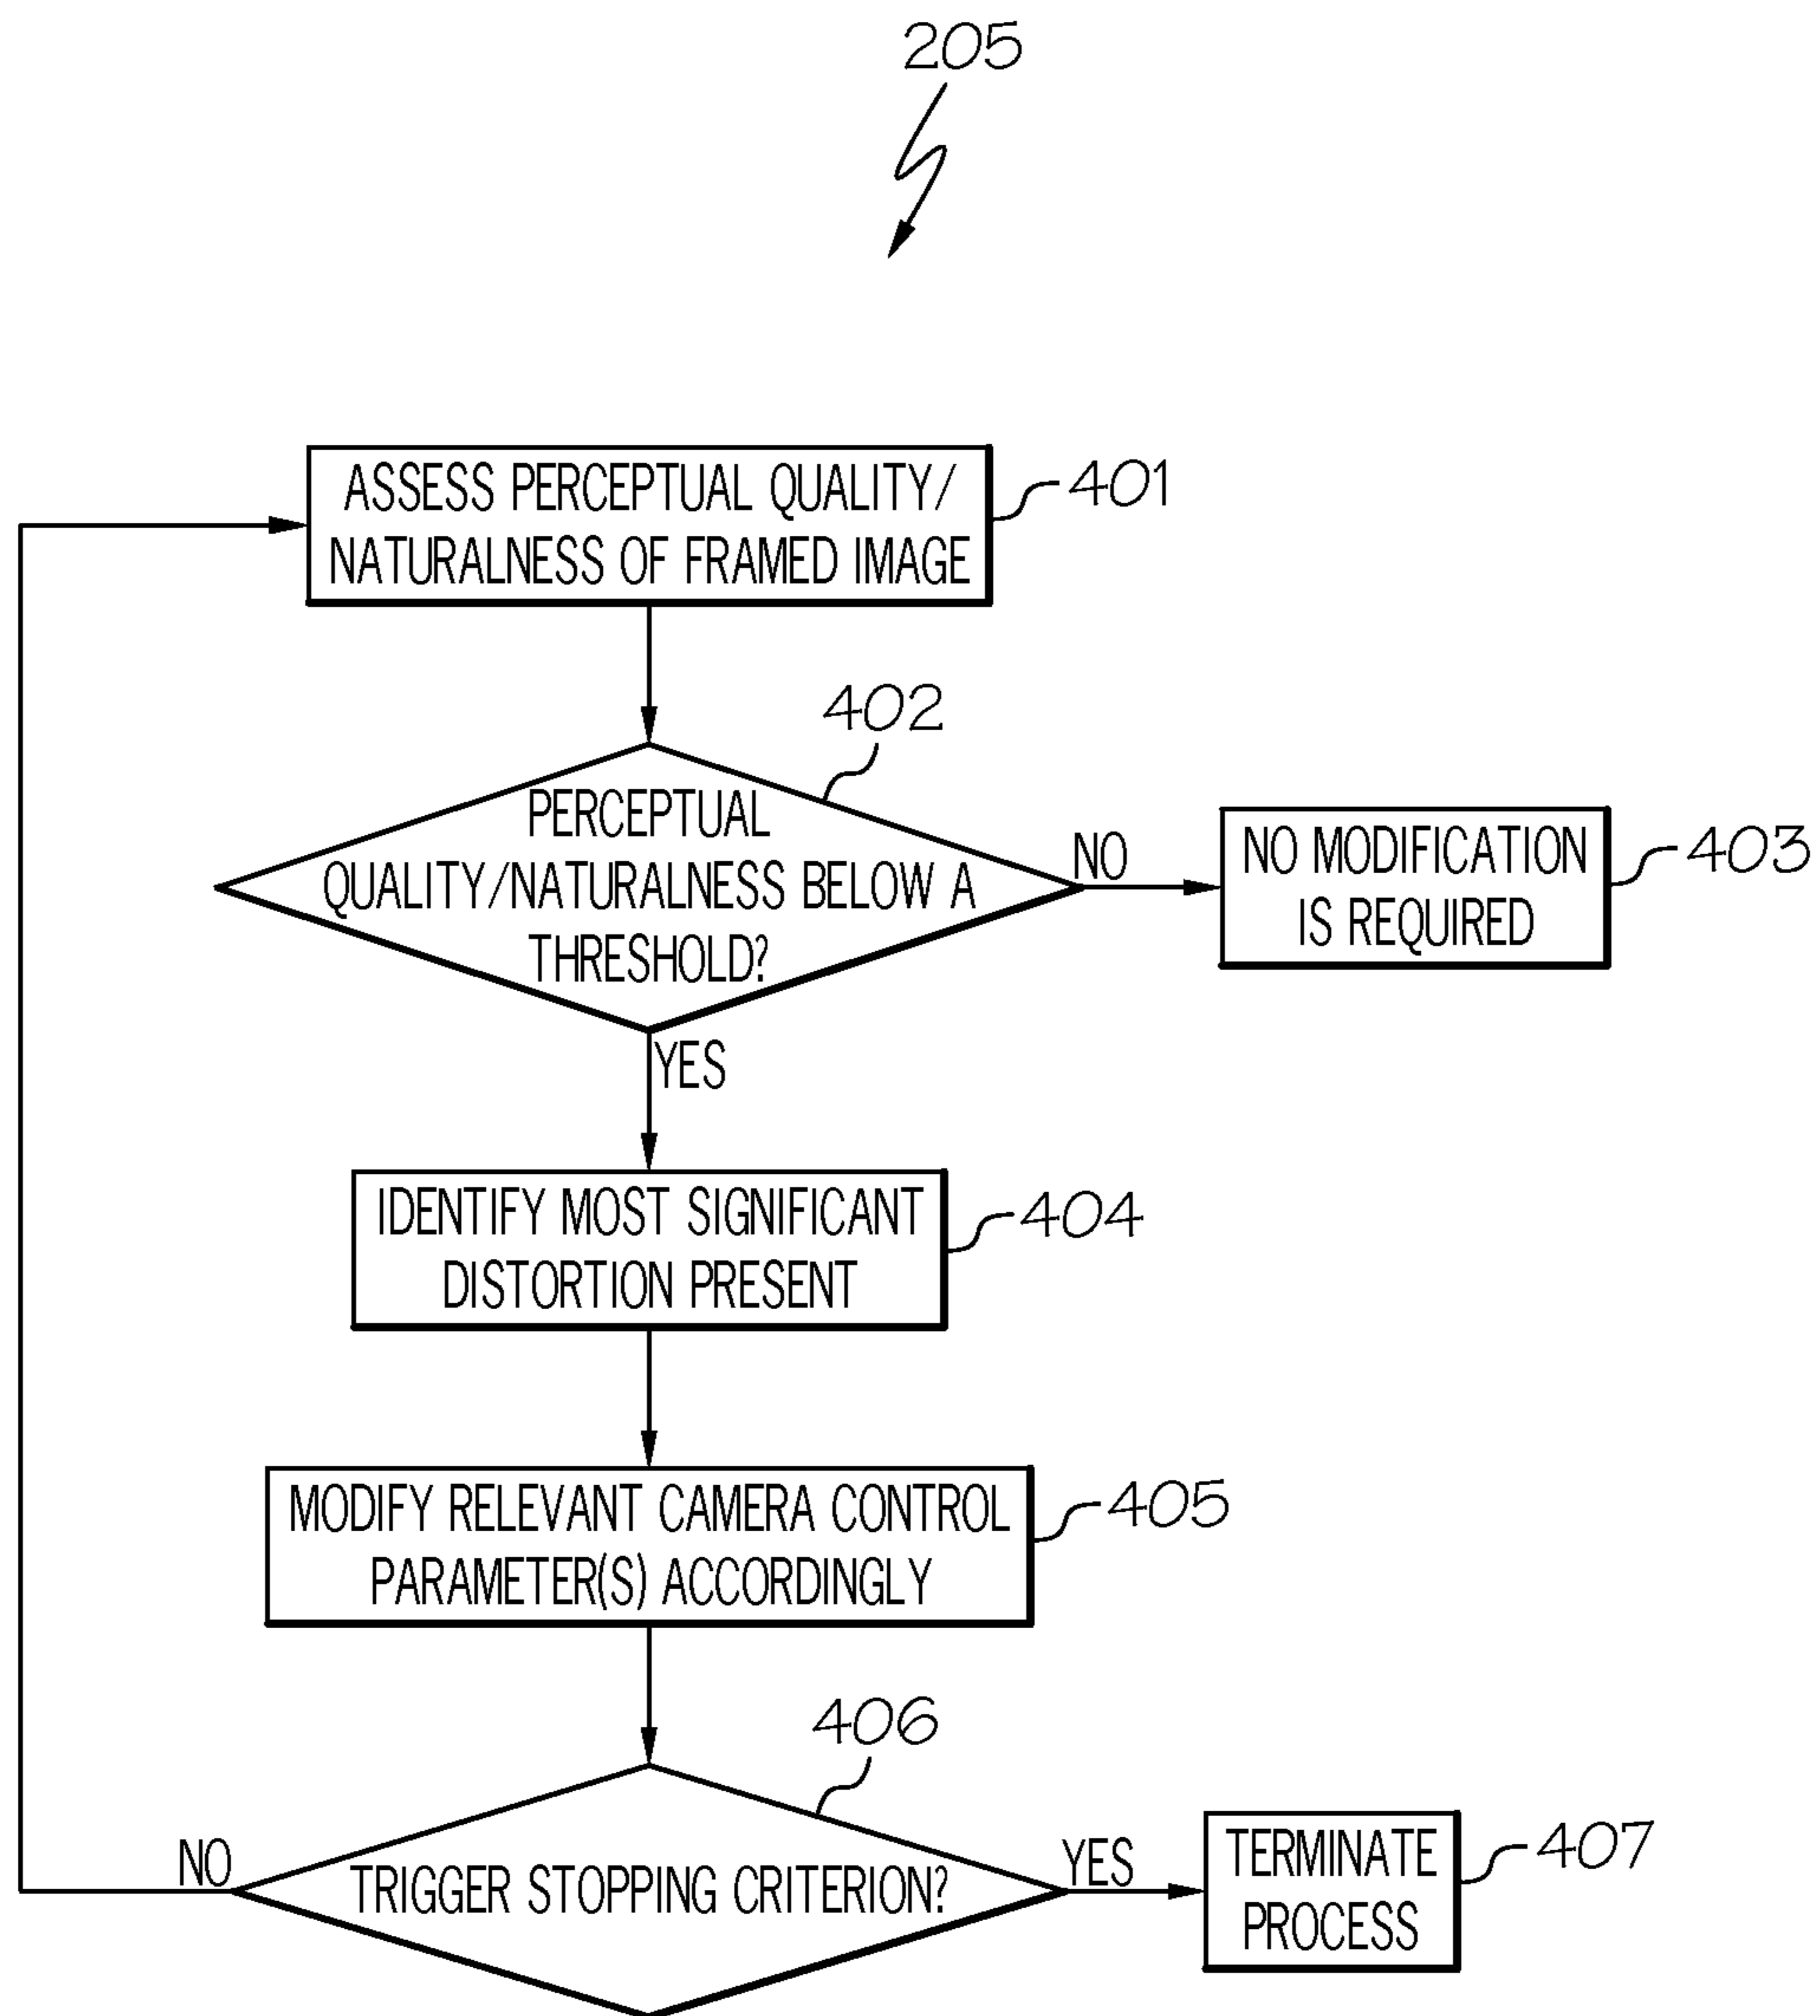 205
ASSESS PERCEPTUAL QUALITY/
NATURALNESS OF FRAMED IMAGE
401
402
PERCEPTUAL
QUALITY/NATURALNESS BELOW A
THRESHOLD?
NO
NO MODIFICATION
IS REQUIRED
403
YES
IDENTIFY MOST SIGNIFICANT
DISTORTION PRESENT
404
MODIFY RELEVANT CAMERA CONTROL
PARAMETER(S) ACCORDINGLY
405
406
NO
TRIGGER STOPPING CRITERION?
YES
TERMINATE
PROCESS
407